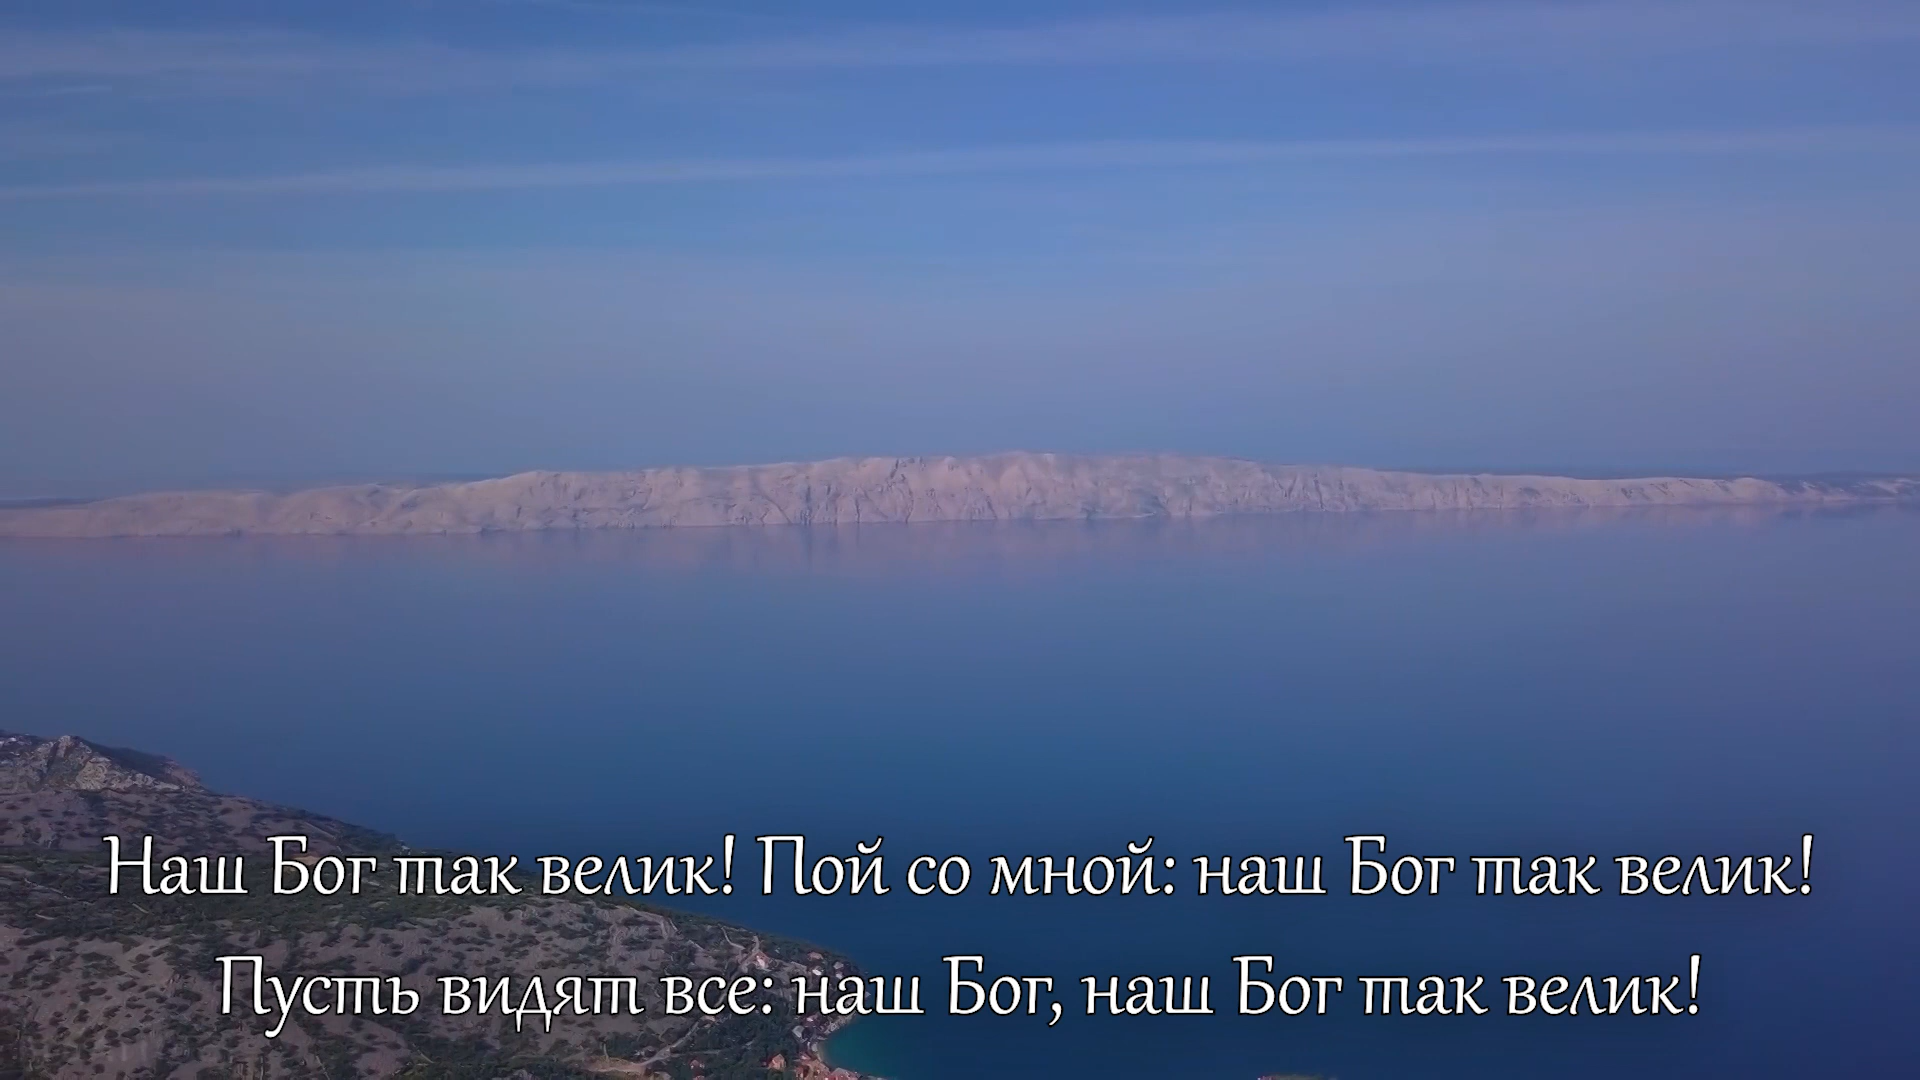 Наш Бог так велик! Пой со мной: наш Бог так велик!
Пусть видят все: наш Бог, наш Бог так велик!